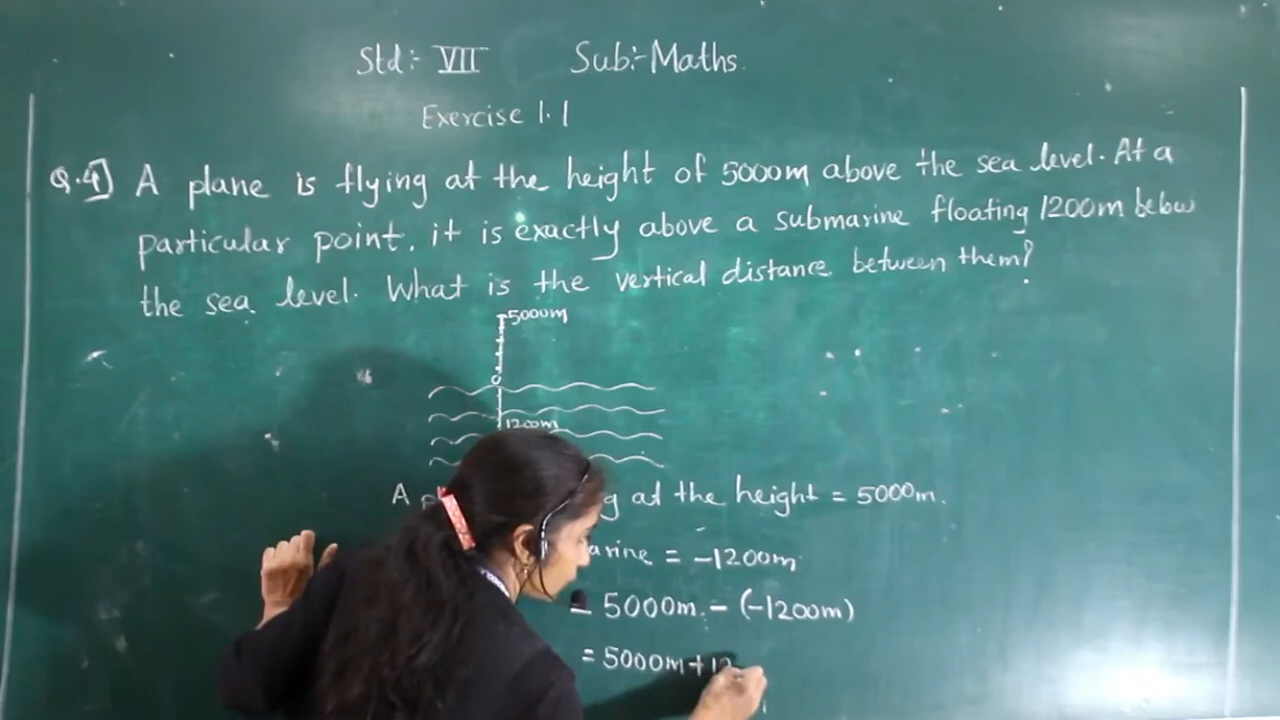 Std:- VII Sub:- Maths.
Exercise 1.1
Q.4] A plane is flying at the height of 5000m above the sea level. At a
particular point, it is exactly above a submarine floating 1200m below
the sea level. What is the vertical distance between them?
5000m
0
1200m
A at the height = 5000m.
= -1200m.
= 5000m - (-1200m)
= 5000m +